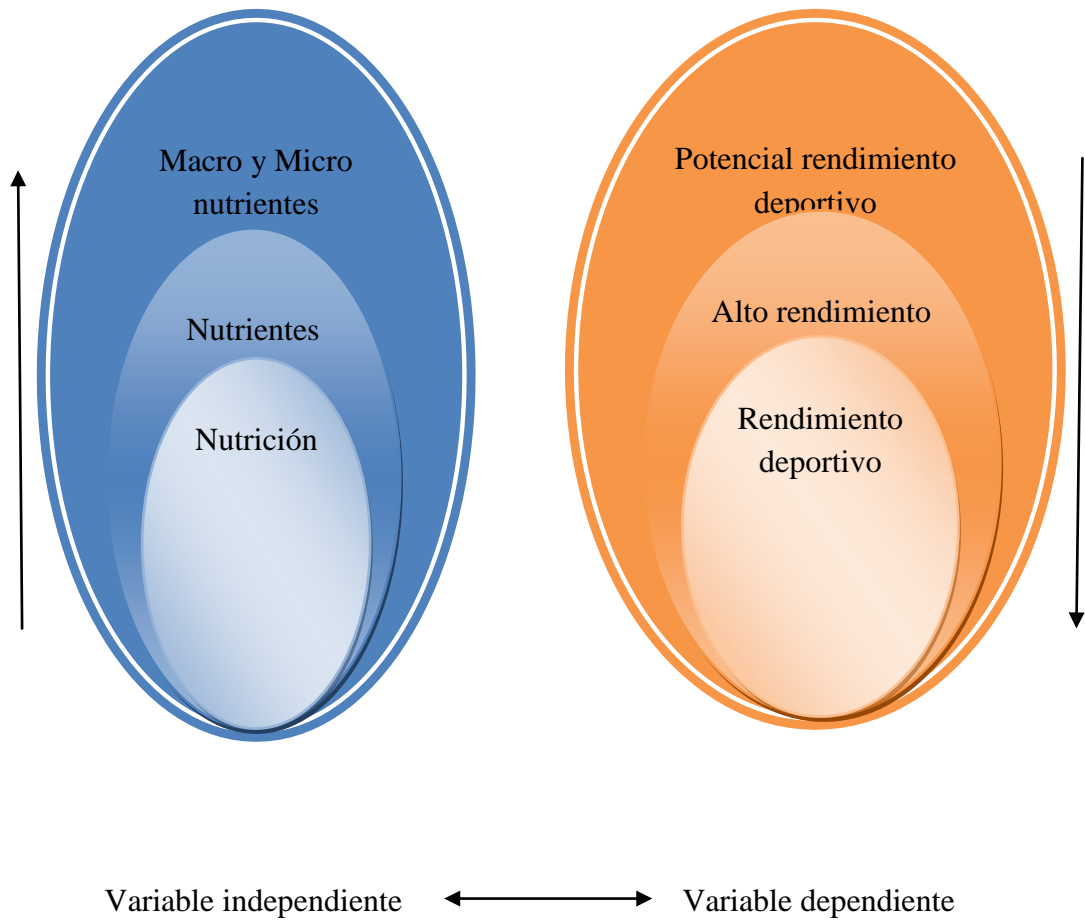 Macro y Micro
nutrientes
Nutrientes
Nutrición
Potencial rendimiento
deportivo
Alto rendimiento
Rendimiento
deportivo
Variable independiente
Variable dependiente